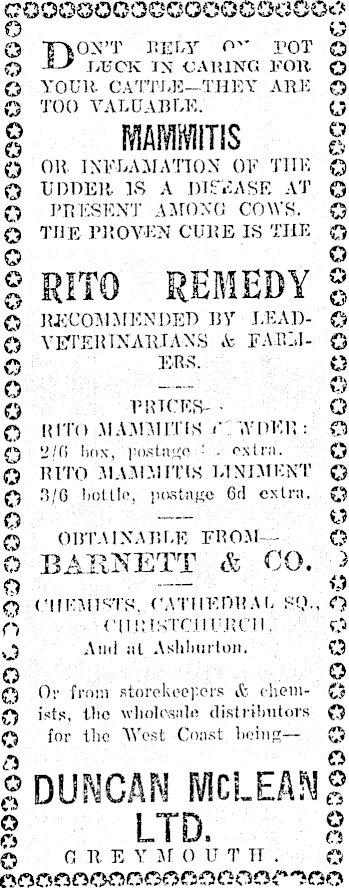 DON'T RELY ON POT
LUCK IN CARING FOR
YOUR CATTLE—THEY ARE
TOO VALUABLE.
MAMMITIS
OR INFLAMATION OF THE
UDDER IS A DISEASE AT
PRESENT AMONG COWS.
THE PROVEN CURE IS THE
RITO REMEDY
RECOMMENDED BY LEAD-
VETERINARIANS & FARM-
ERS.
PRICES—
RITO MAMMITIS POWDER:
2/6 box, postage extra.
RITO MAMMITIS LINIMENT
3/6 bottle, postage 6d extra.
OBTAINABLE FROM—
BARNETT & CO.
CHEMISTS, CATHEDRAL SQ.,
CHRISTCHURCH.
And at Ashburton.
Or from storekeepers & chem-
ists, the wholesale distributors
for the West Coast being—
DUNCAN McLEAN
LTD.
GREYMOUTH.